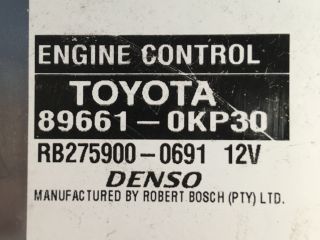 ENGINE CONTROL
TOYOTA
89661-0KP30
RB275900-0691 12V
DENSO
MANUFACTURED BY ROBERT BOSCH (PTY) LTD.